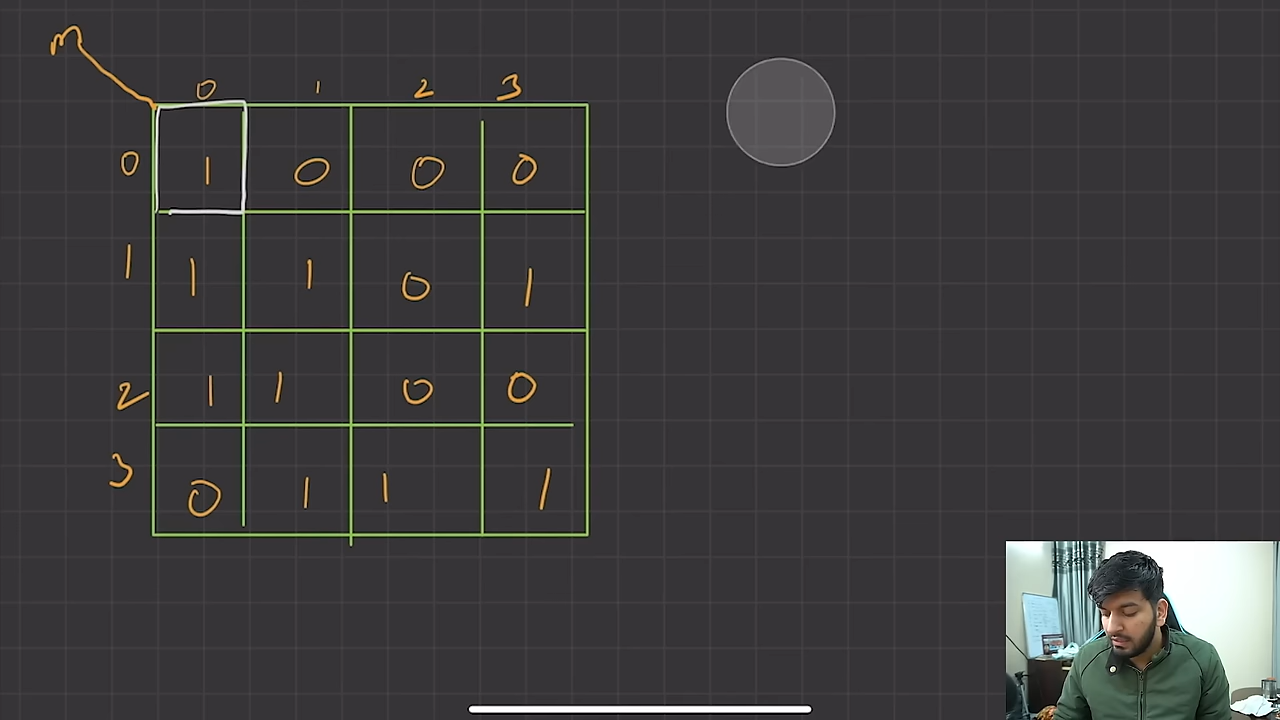 m
0 1 2 3
0 1 0 0 0
1 1 1 0 1
2 1 1 0 0
3 0 1 1 1